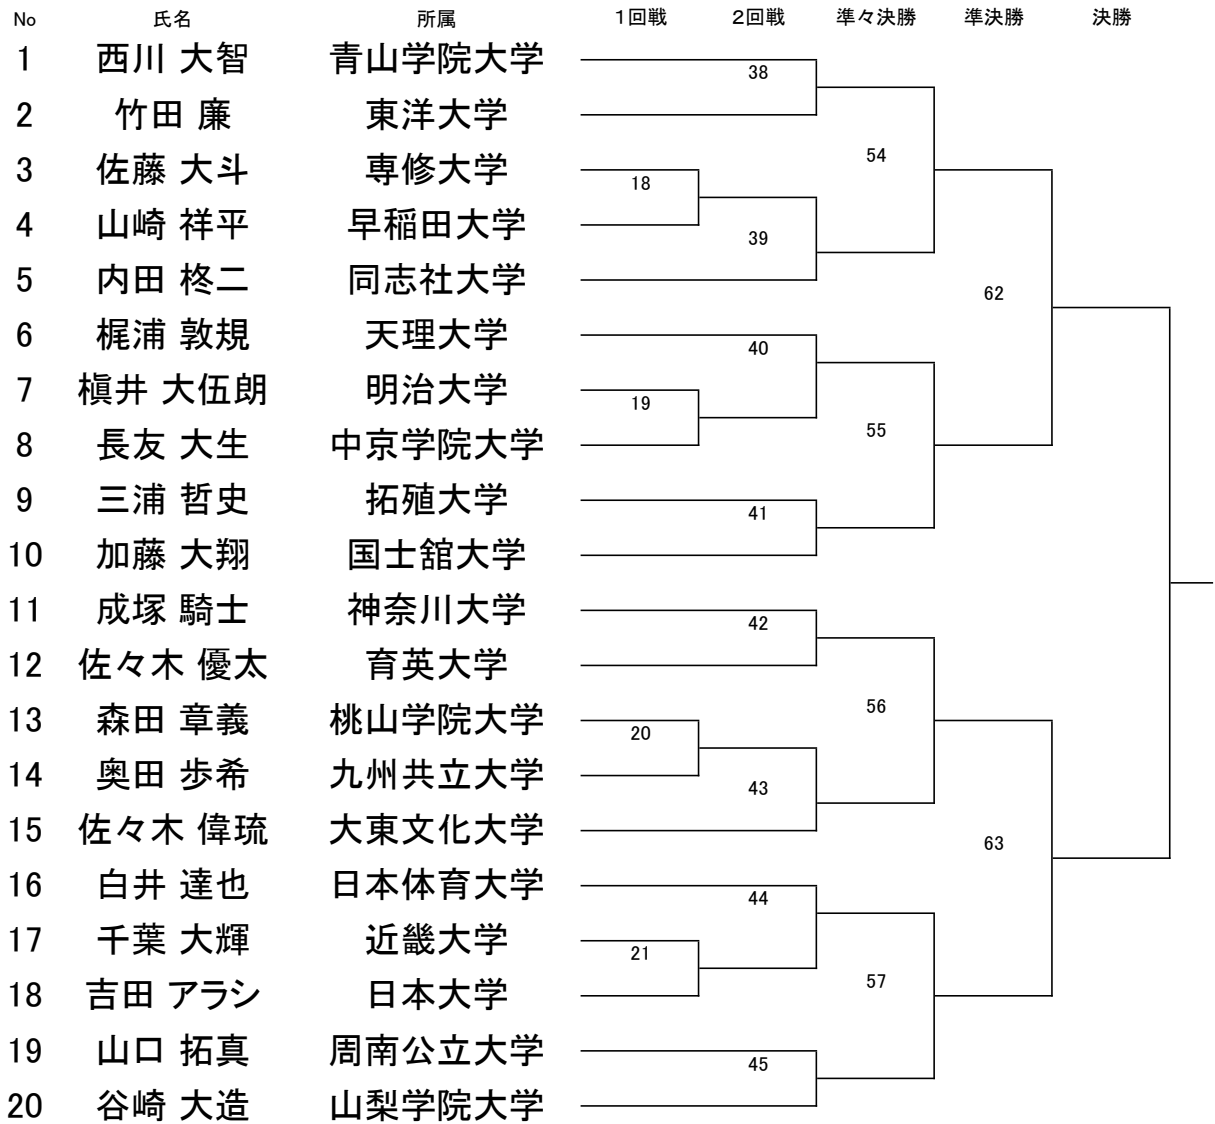 No 氏名 所属 1回戦 2回戦 準々決勝 準決勝 決勝
1 西川 大智 青山学院大学
38
2 竹田 廉 東洋大学
54
3 佐藤 大斗 専修大学
18
4 山崎 祥平 早稲田大学
39
5 内田 柊二 同志社大学
62
6 梶浦 敦規 天理大学
40
7 槇井 大伍朗 明治大学
19
55
8 長友 大生 中京学院大学
9 三浦 哲史 拓殖大学
41
10 加藤 大翔 国士舘大学
11 成塚 騎士 神奈川大学
42
12 佐々木 優太 育英大学
56
13 森田 章義 桃山学院大学
20
14 奥田 歩希 九州共立大学
43
15 佐々木 偉琉 大東文化大学
63
16 白井 達也 日本体育大学
44
17 千葉 大輝 近畿大学
21
57
18 吉田 アラシ 日本大学
19 山口 拓真 周南公立大学
45
20 谷崎 大造 山梨学院大学